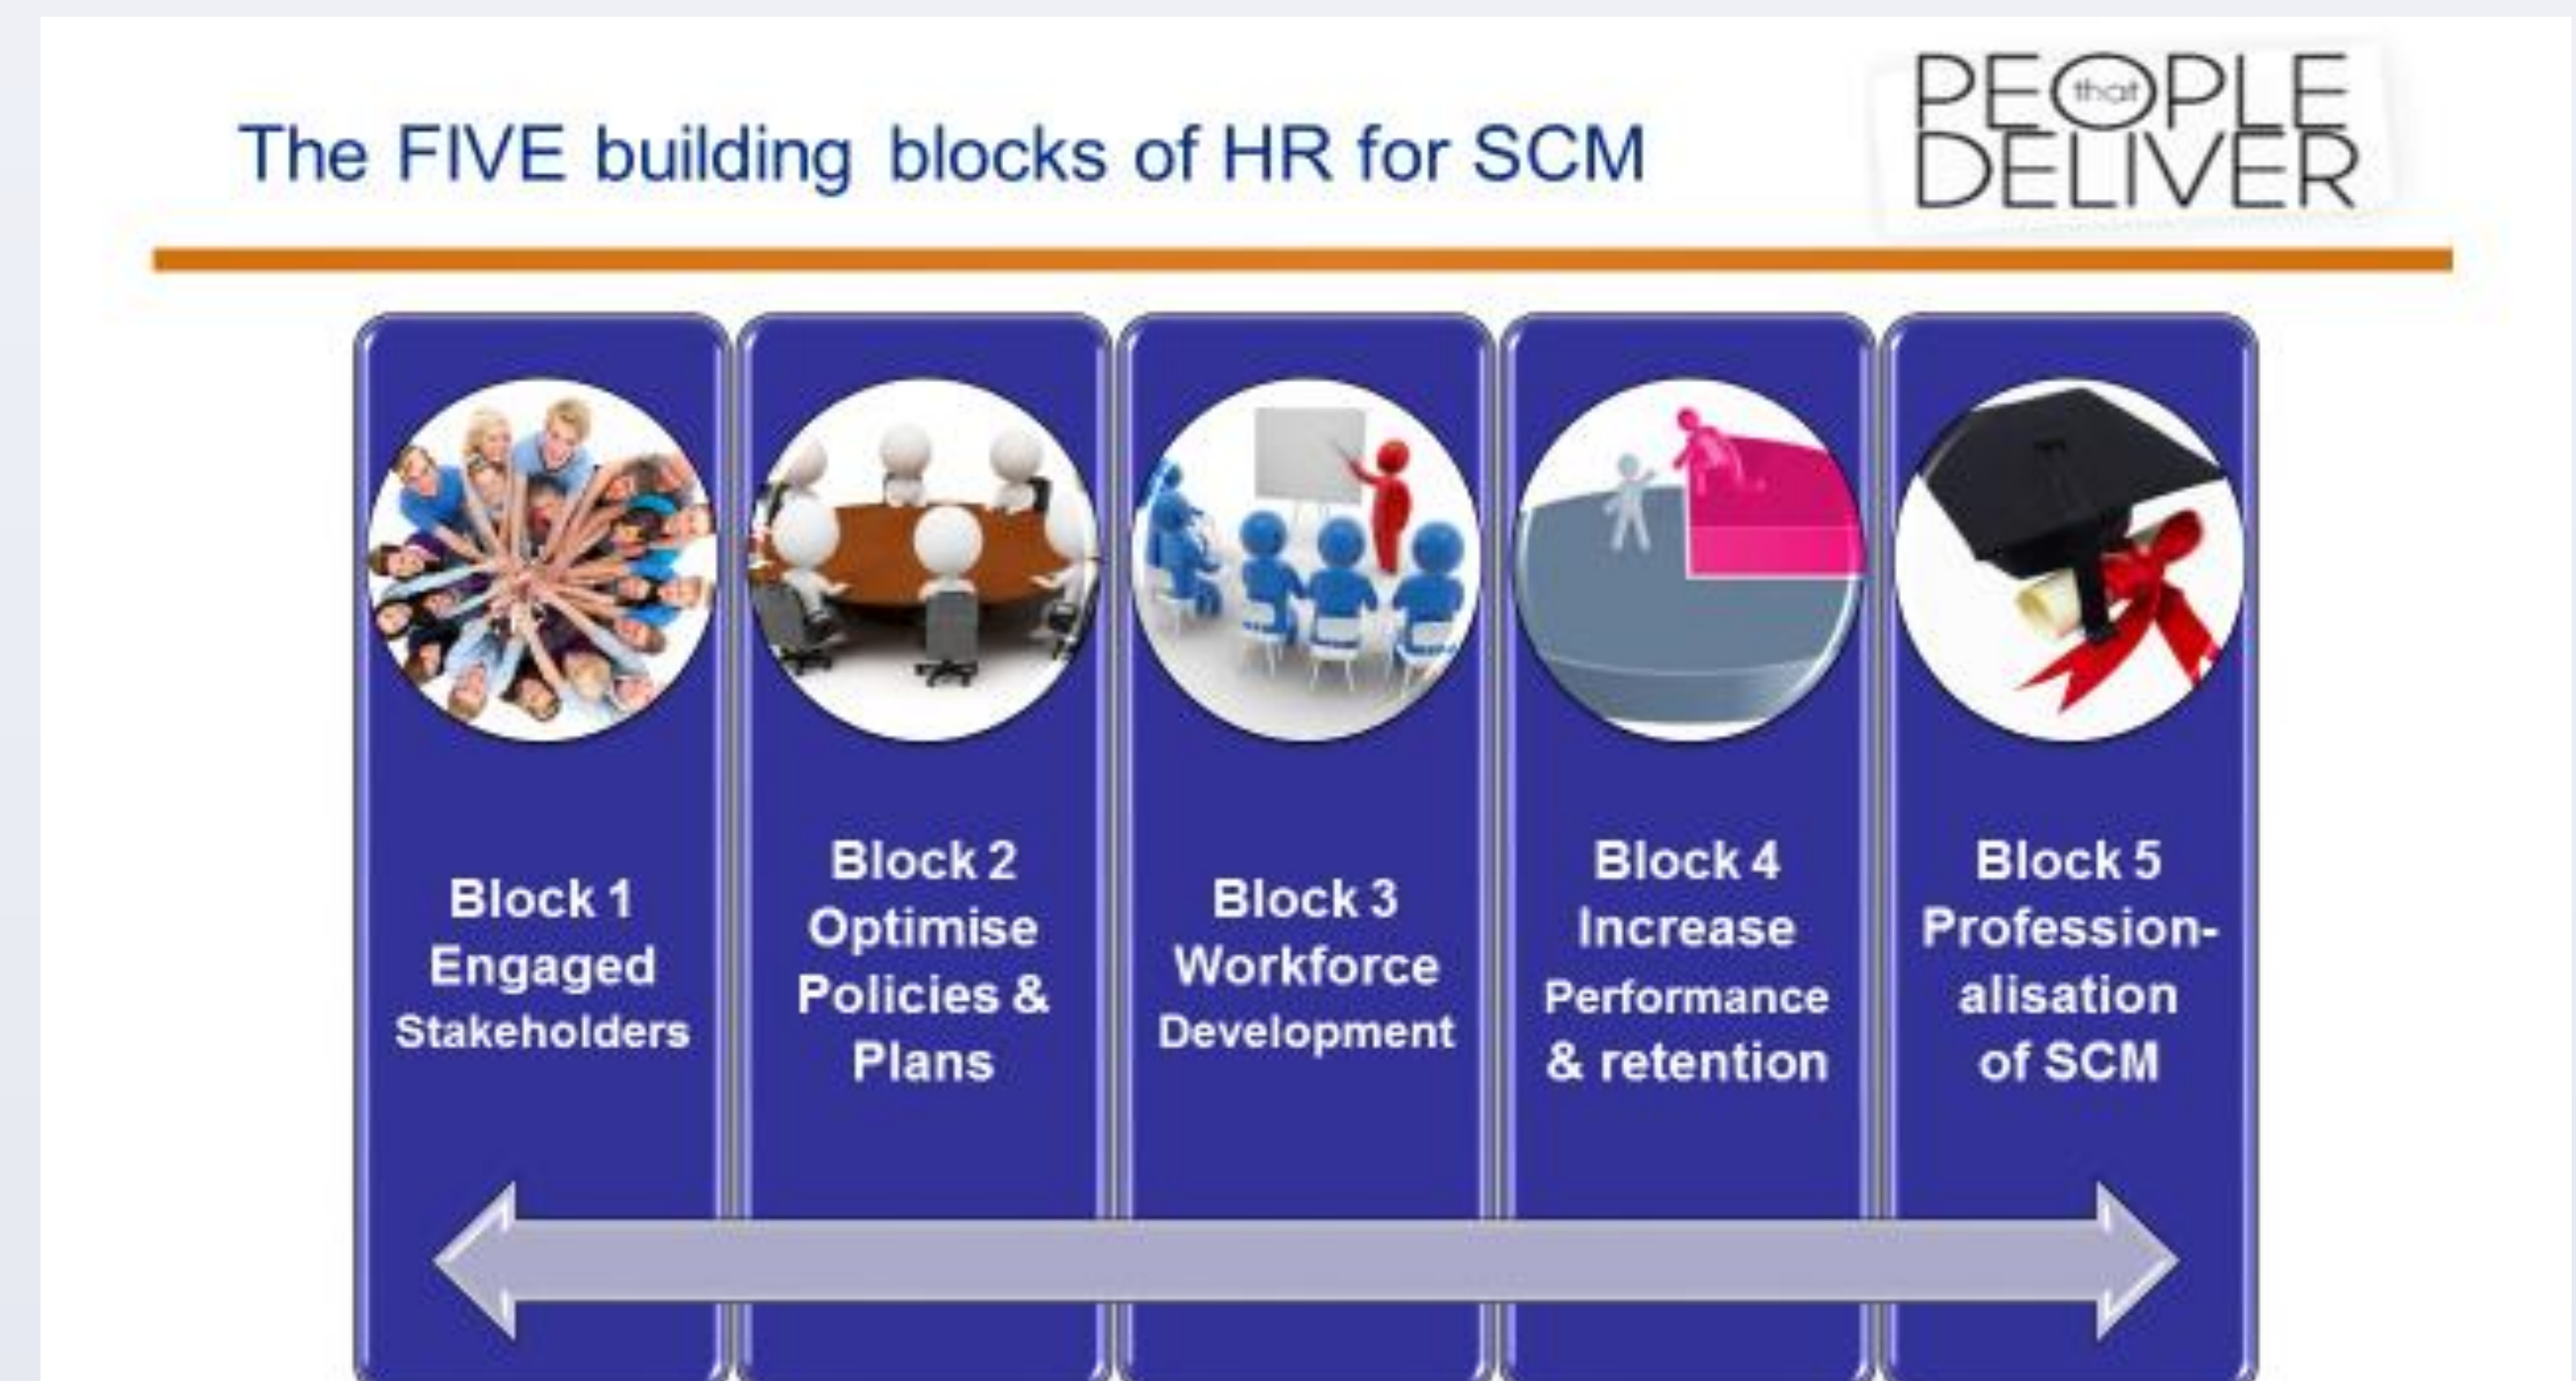 The FIVE building blocks of HR for SCM
PEOPLE
that
DELIVER
Block 1
Engaged
Stakeholders
Block 2
Optimise
Policies &
Plans
Block 3
Workforce
Development
Block 4
Increase
Performance
& retention
Block 5
Profession-
alisation
of SCM